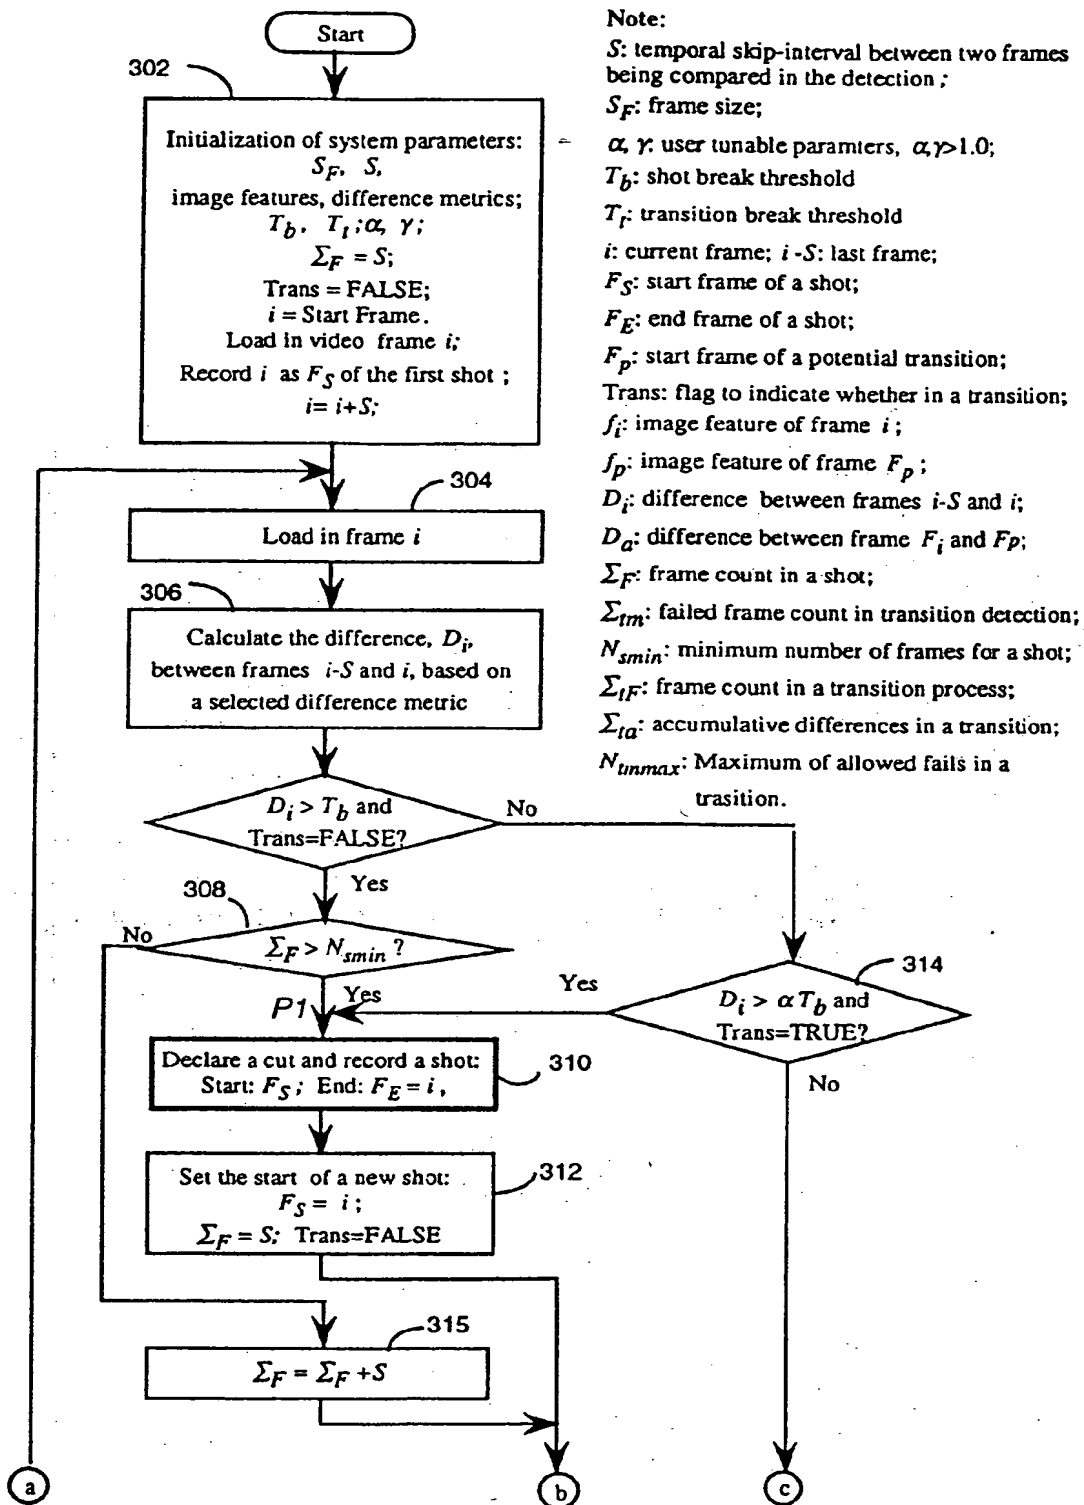 Start
302
Initialization of system parameters:
S_F, S,
image features, difference metrics;
T_b, T_t; α, γ;
Σ_F = S;
Trans = FALSE;
i = Start Frame.
Load in video frame i;
Record i as F_S of the first shot ;
i= i+S;
304
Load in frame i
306
Calculate the difference, D_i,
between frames i-S and i, based on
a selected difference metric
D_i > T_b and
Trans=FALSE?
No
Yes
308
No
Σ_F > N_smin ?
P1
Yes
Yes
314
D_i > α T_b and
Trans=TRUE?
No
Declare a cut and record a shot:
Start: F_S ; End: F_E = i ,
310
Set the start of a new shot:
F_S = i ;
Σ_F = S; Trans=FALSE
312
315
Σ_F = Σ_F +S
a
b
c
Note:
S: temporal skip-interval between two frames
being compared in the detection ;
S_F: frame size;
α, γ: user tunable paramters, α,γ>1.0;
T_b: shot break threshold
T_t: transition break threshold
i: current frame; i -S: last frame;
F_S: start frame of a shot;
F_E: end frame of a shot;
F_p: start frame of a potential transition;
Trans: flag to indicate whether in a transition;
f_i: image feature of frame i ;
f_p: image feature of frame F_p ;
D_i: difference between frames i-S and i;
D_a: difference between frame F_i and Fp;
Σ_F: frame count in a shot;
Σ_tm: failed frame count in transition detection;
N_smin: minimum number of frames for a shot;
Σ_tF: frame count in a transition process;
Σ_ta: accumulative differences in a transition;
N_tmmax: Maximum of allowed fails in a
trasition.